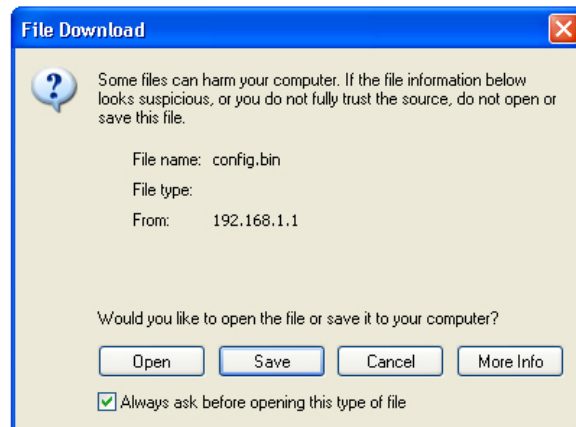 File Download
Some files can harm your computer. If the file information below
looks suspicious, or you do not fully trust the source, do not open or
save this file.
File name: config.bin
File type:
From: 192.168.1.1
Would you like to open the file or save it to your computer?
Open Save Cancel More Info
Always ask before opening this type of file